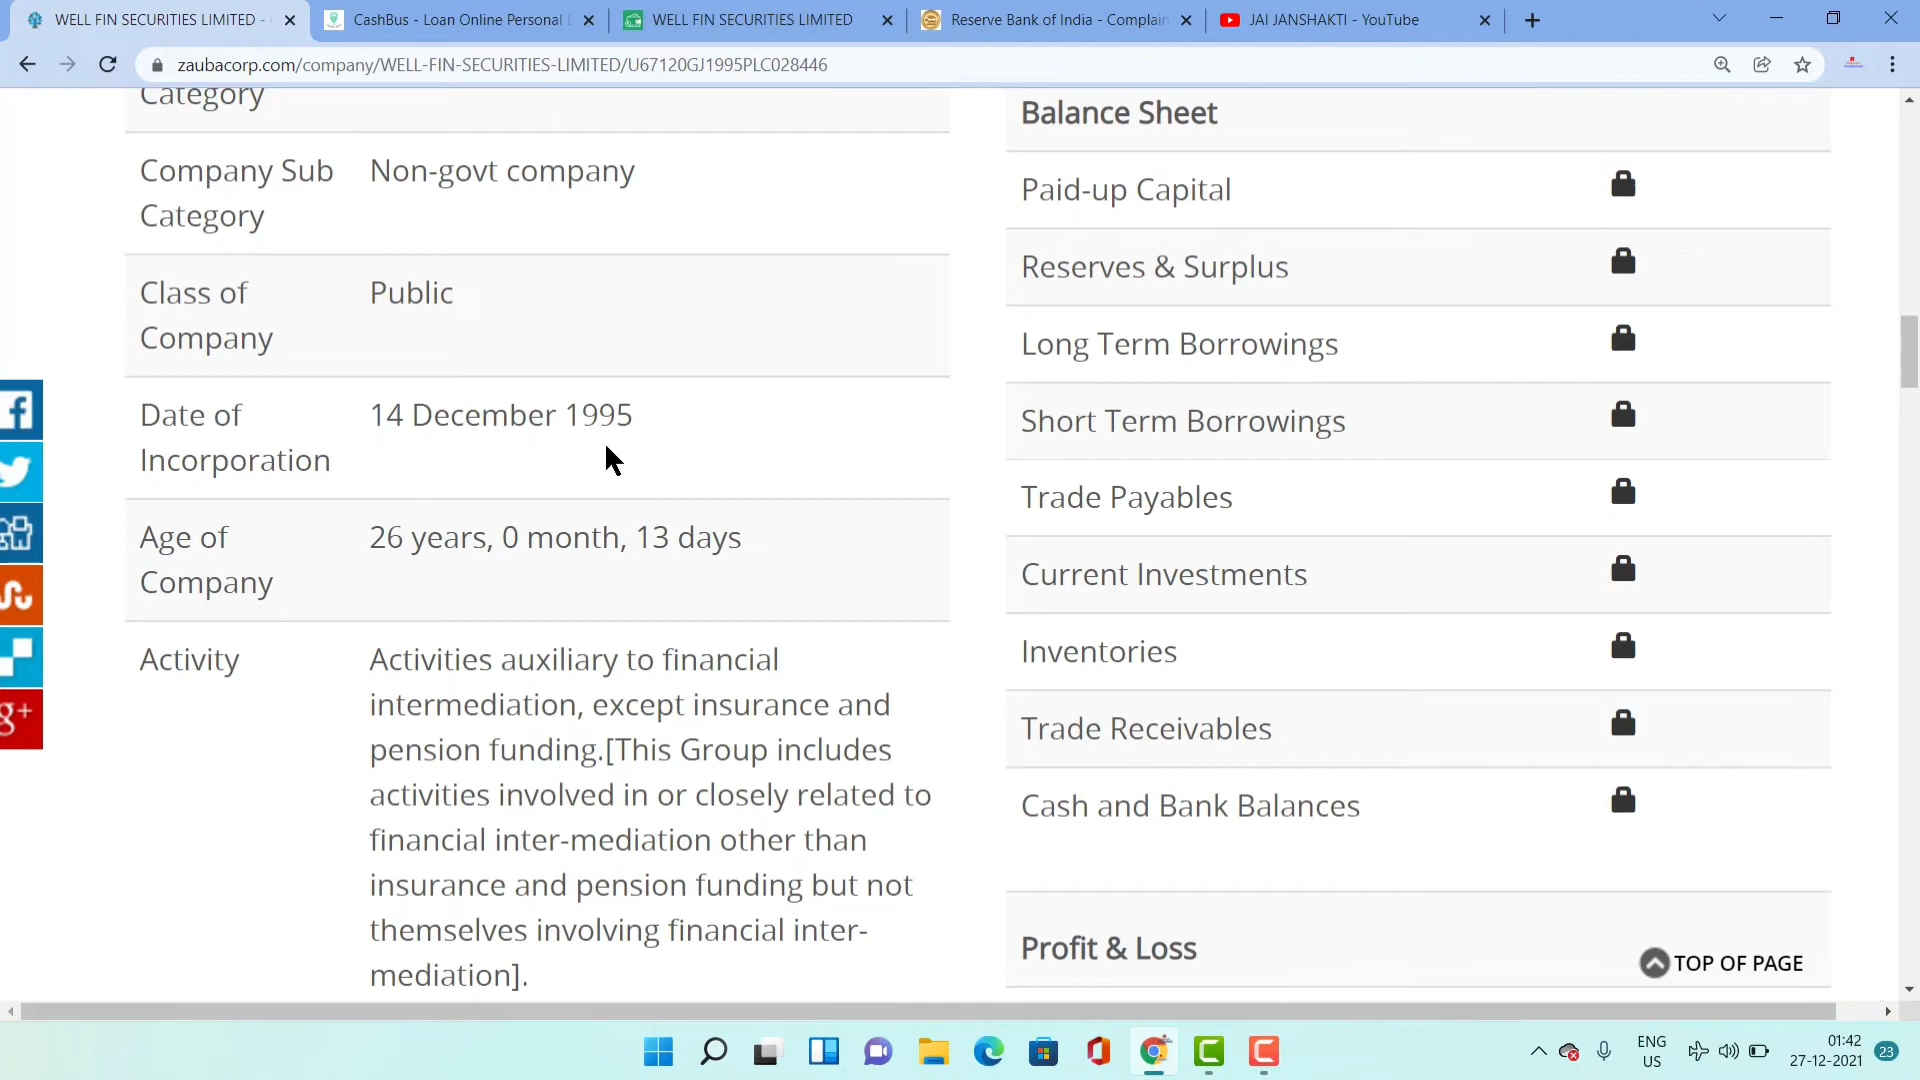 WELL FIN SECURITIES LIMITED -
CashBus - Loan Online Personal
WELL FIN SECURITIES LIMITED
Reserve Bank of India - Complain
JAI JANSHAKTI - YouTube
zaubacorp.com/company/WELL-FIN-SECURITIES-LIMITED/U67120GJ1995PLC028446
Category
Company Sub
Category
Non-govt company
Class of
Company
Public
Date of
Incorporation
14 December 1995
Age of
Company
26 years, 0 month, 13 days
Activity
Activities auxiliary to financial
intermediation, except insurance and
pension funding.[This Group includes
activities involved in or closely related to
financial inter-mediation other than
insurance and pension funding but not
themselves involving financial inter-
mediation].
Balance Sheet
Paid-up Capital
Reserves & Surplus
Long Term Borrowings
Short Term Borrowings
Trade Payables
Current Investments
Inventories
Trade Receivables
Cash and Bank Balances
Profit & Loss
TOP OF PAGE
g+
ENG
US
01:42
27-12-2021
23